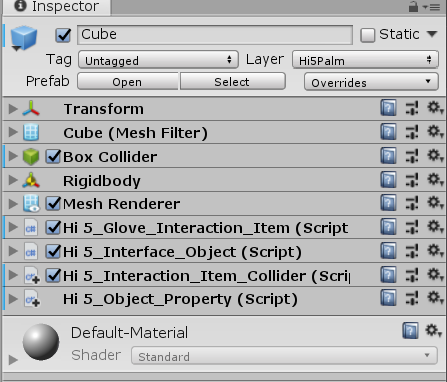 Inspector
Cube
Static
Tag Untagged Layer Hi5Palm
Prefab Open Select Overrides
Transform
Cube (Mesh Filter)
Box Collider
Rigidbody
Mesh Renderer
Hi 5_Glove_Interaction_Item (Script
Hi 5_Interface_Object (Script)
Hi 5_Interaction_Item_Collider (Scri
Hi 5_Object_Property (Script)
Default-Material
Shader Standard